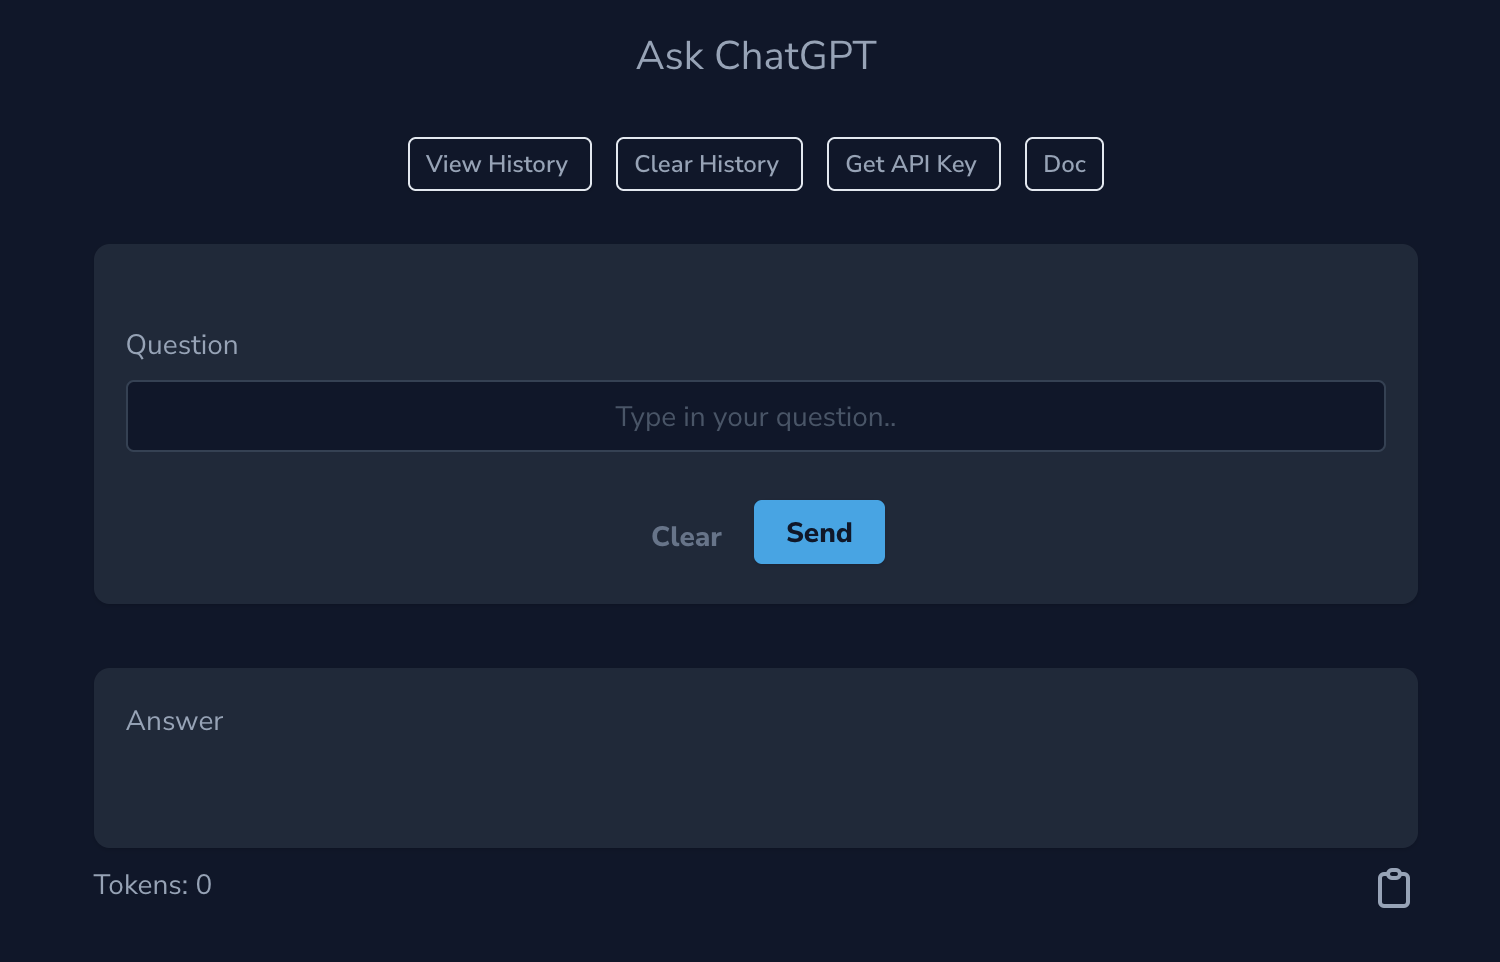 Ask ChatGPT
View History
Clear History
Get API Key
Doc
Question
Type in your question..
Clear
Send
Answer
Tokens: 0